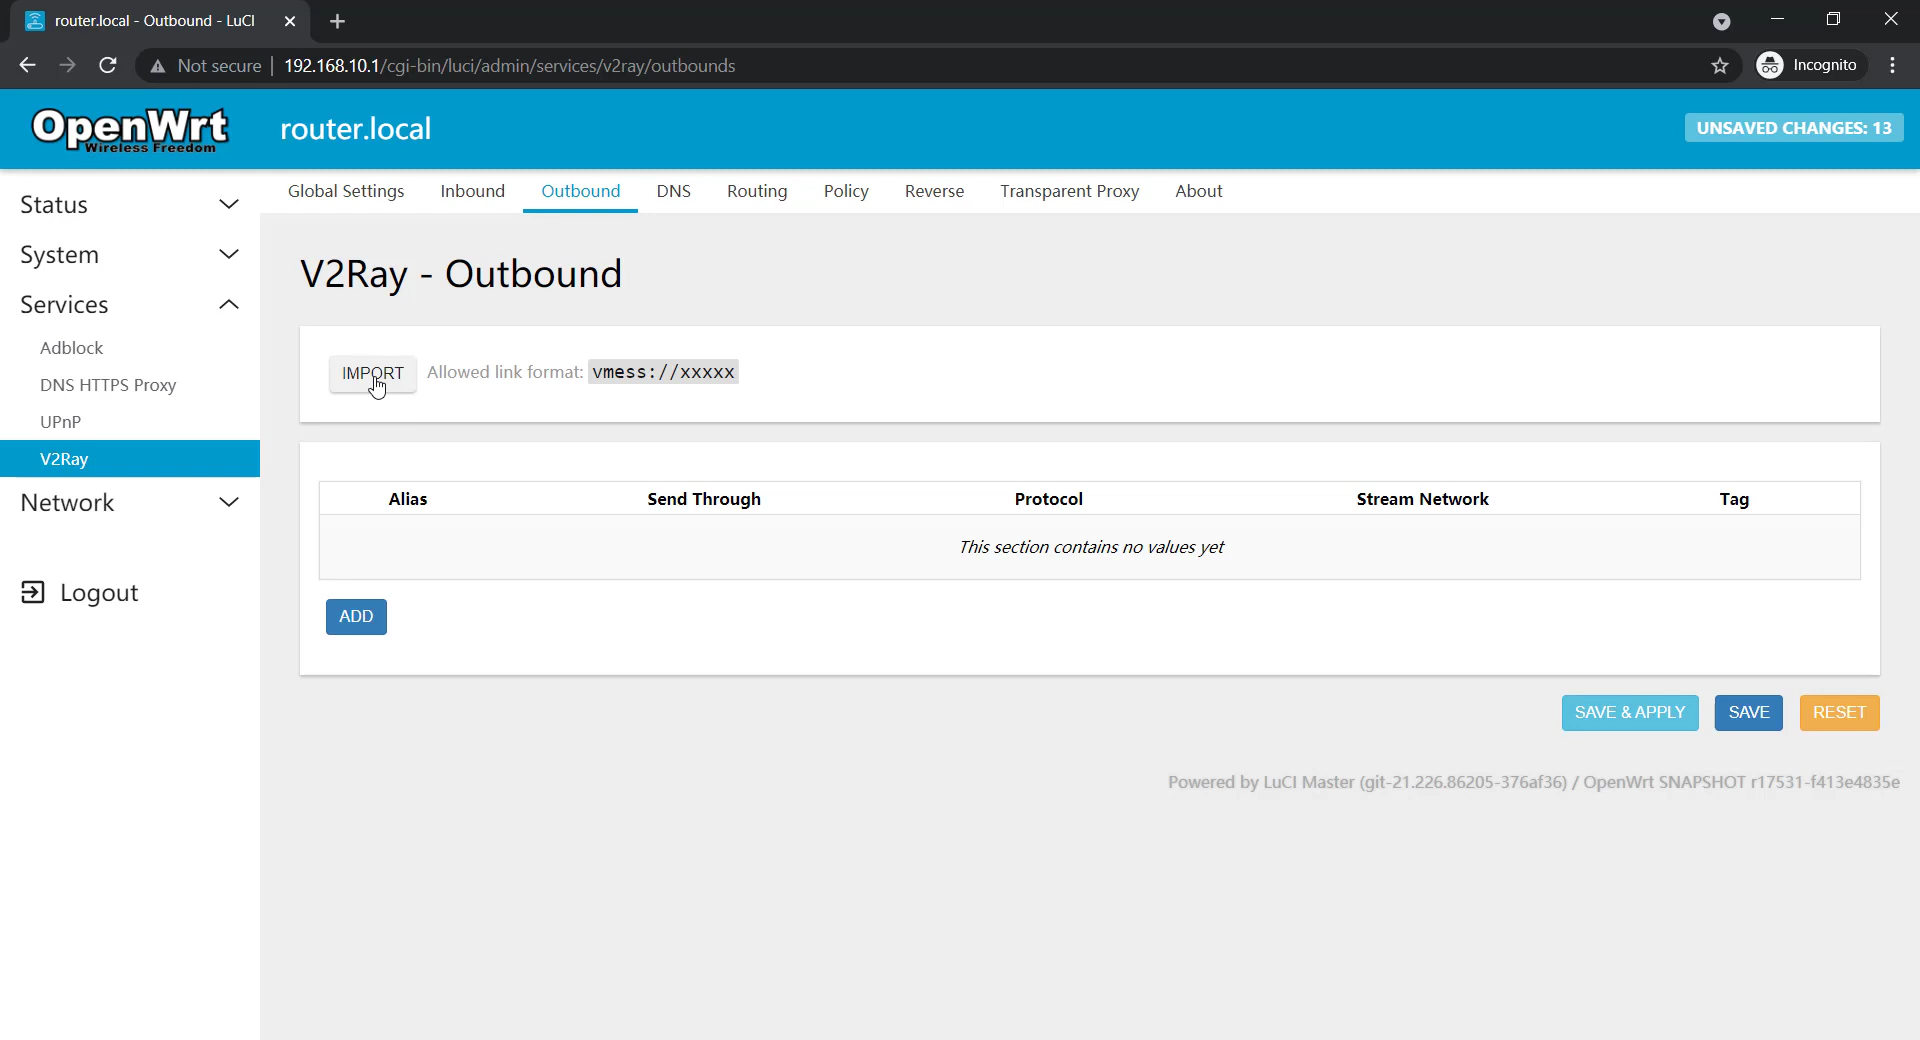 router.local - Outbound - LuCI
Not secure
192.168.10.1/cgi-bin/luci/admin/services/v2ray/outbounds
Incognito
OpenWrt
Wireless Freedom
router.local
UNSAVED CHANGES: 13
Status
System
Services
Adblock
DNS HTTPS Proxy
UPnP
V2Ray
Network
Logout
Global Settings
Inbound
Outbound
DNS
Routing
Policy
Reverse
Transparent Proxy
About
V2Ray - Outbound
IMPORT
Allowed link format: vmess://xxxxx
Alias
Send Through
Protocol
Stream Network
Tag
This section contains no values yet
ADD
SAVE & APPLY
SAVE
RESET
Powered by LuCI Master (git-21.226.86205-376af36) / OpenWrt SNAPSHOT r17531-f413e4835e